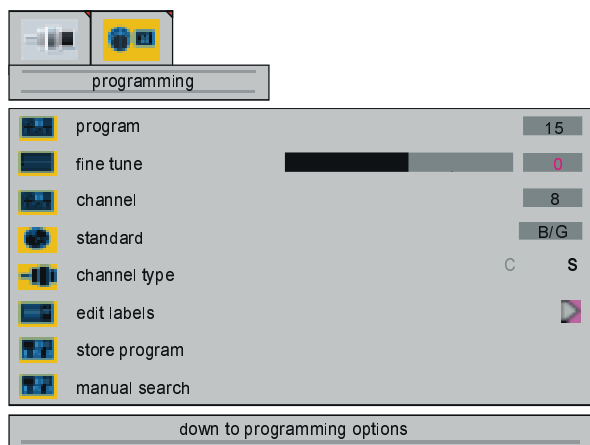 programming
program 15
fine tune 0
channel 8
standard B/G
channel type C S
edit labels
store program
manual search
down to programming options